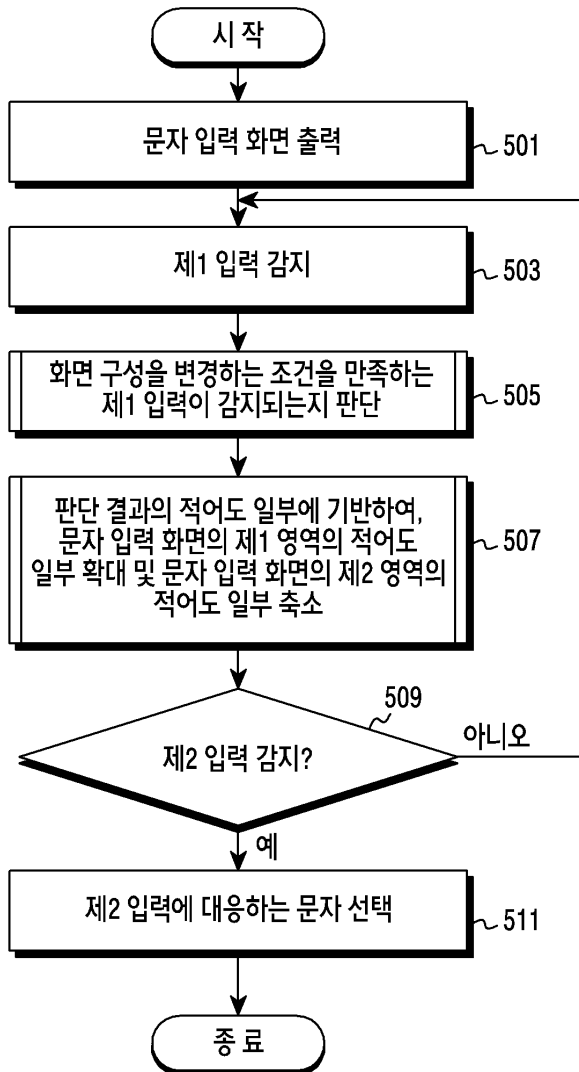 시 작
문자 입력 화면 출력
501
제1 입력 감지
503
화면 구성을 변경하는 조건을 만족하는
제1 입력이 감지되는지 판단
505
판단 결과의 적어도 일부에 기반하여,
문자 입력 화면의 제1 영역의 적어도
일부 확대 및 문자 입력 화면의 제2 영역의
적어도 일부 축소
507
509
제2 입력 감지?
아니오
예
제2 입력에 대응하는 문자 선택
511
종 료